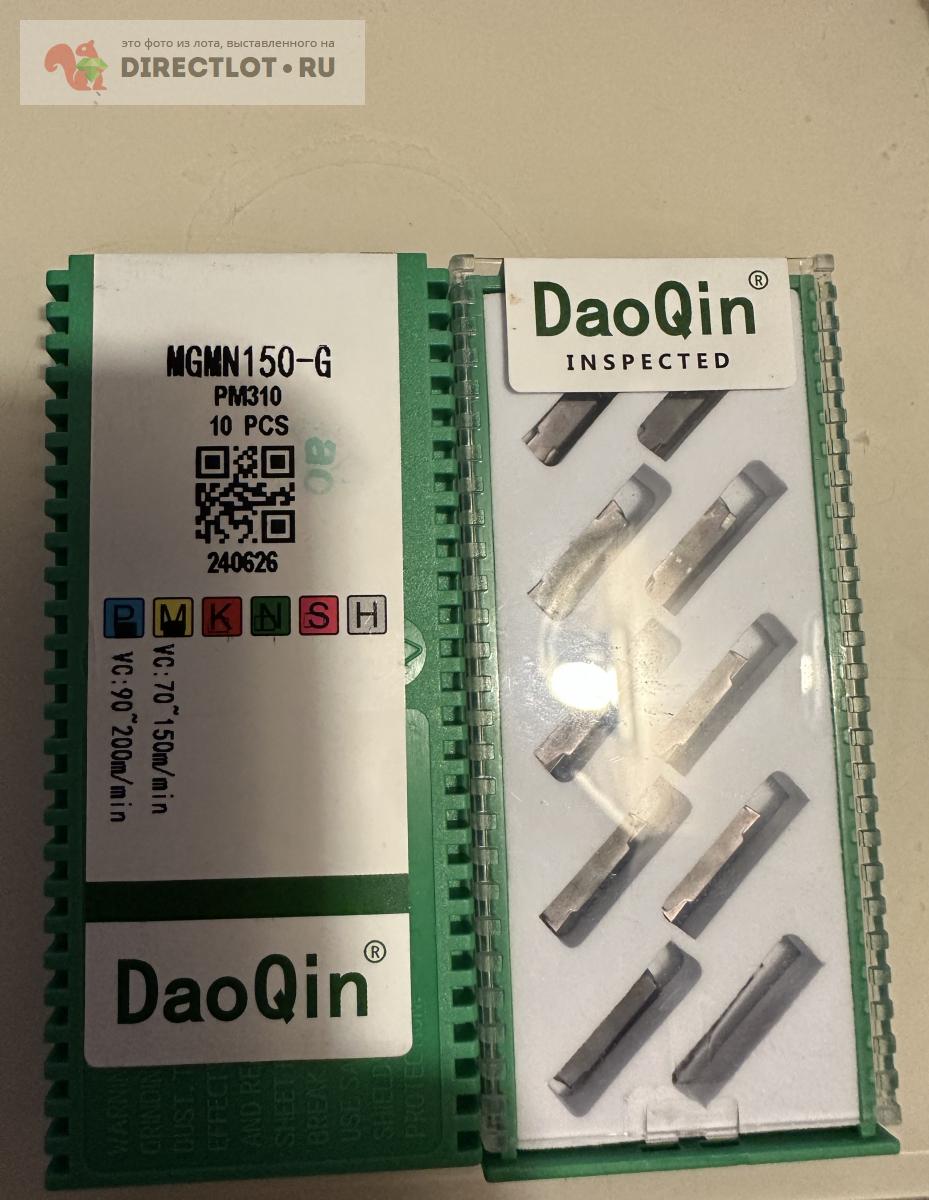 это фото из лота, выставленного на
DIRECTLOT•RU
MGMN150-G
PM310
10 PCS
240626
P M K N S H
VC:90~200m/min
VC:70~150m/min
DaoQin®
DaoQin®
INSPECTED